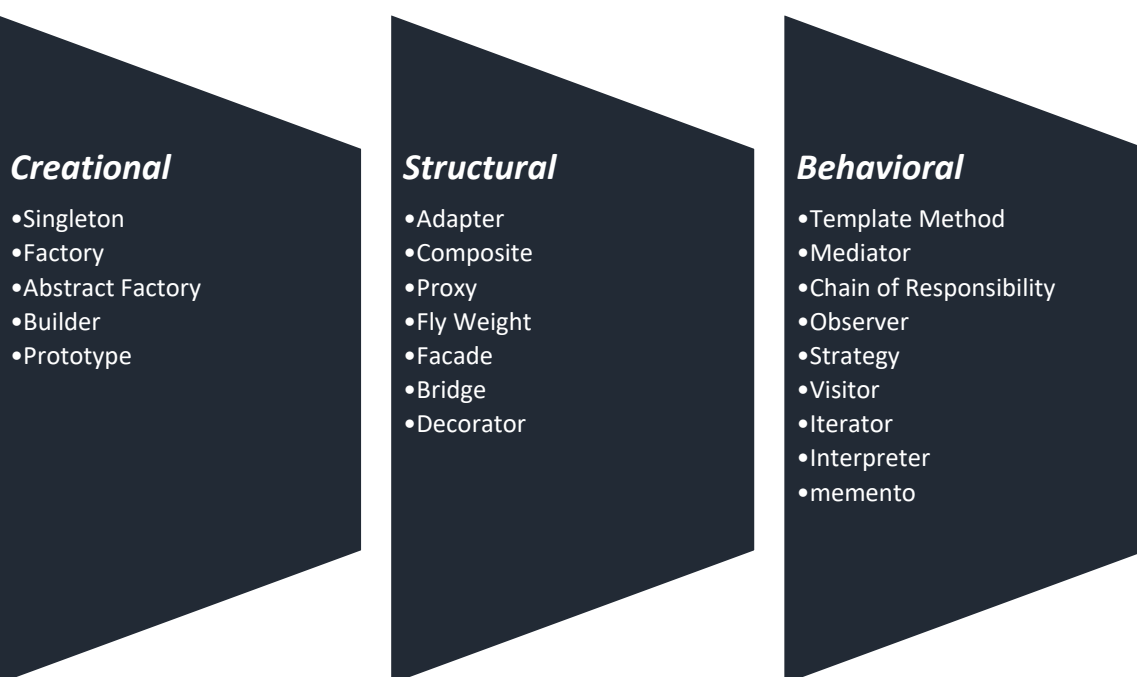 Creational
•Singleton
•Factory
•Abstract Factory
•Builder
•Prototype
Structural
•Adapter
•Composite
•Proxy
•Fly Weight
•Facade
•Bridge
•Decorator
Behavioral
•Template Method
•Mediator
•Chain of Responsibility
•Observer
•Strategy
•Visitor
•Iterator
•Interpreter
•memento